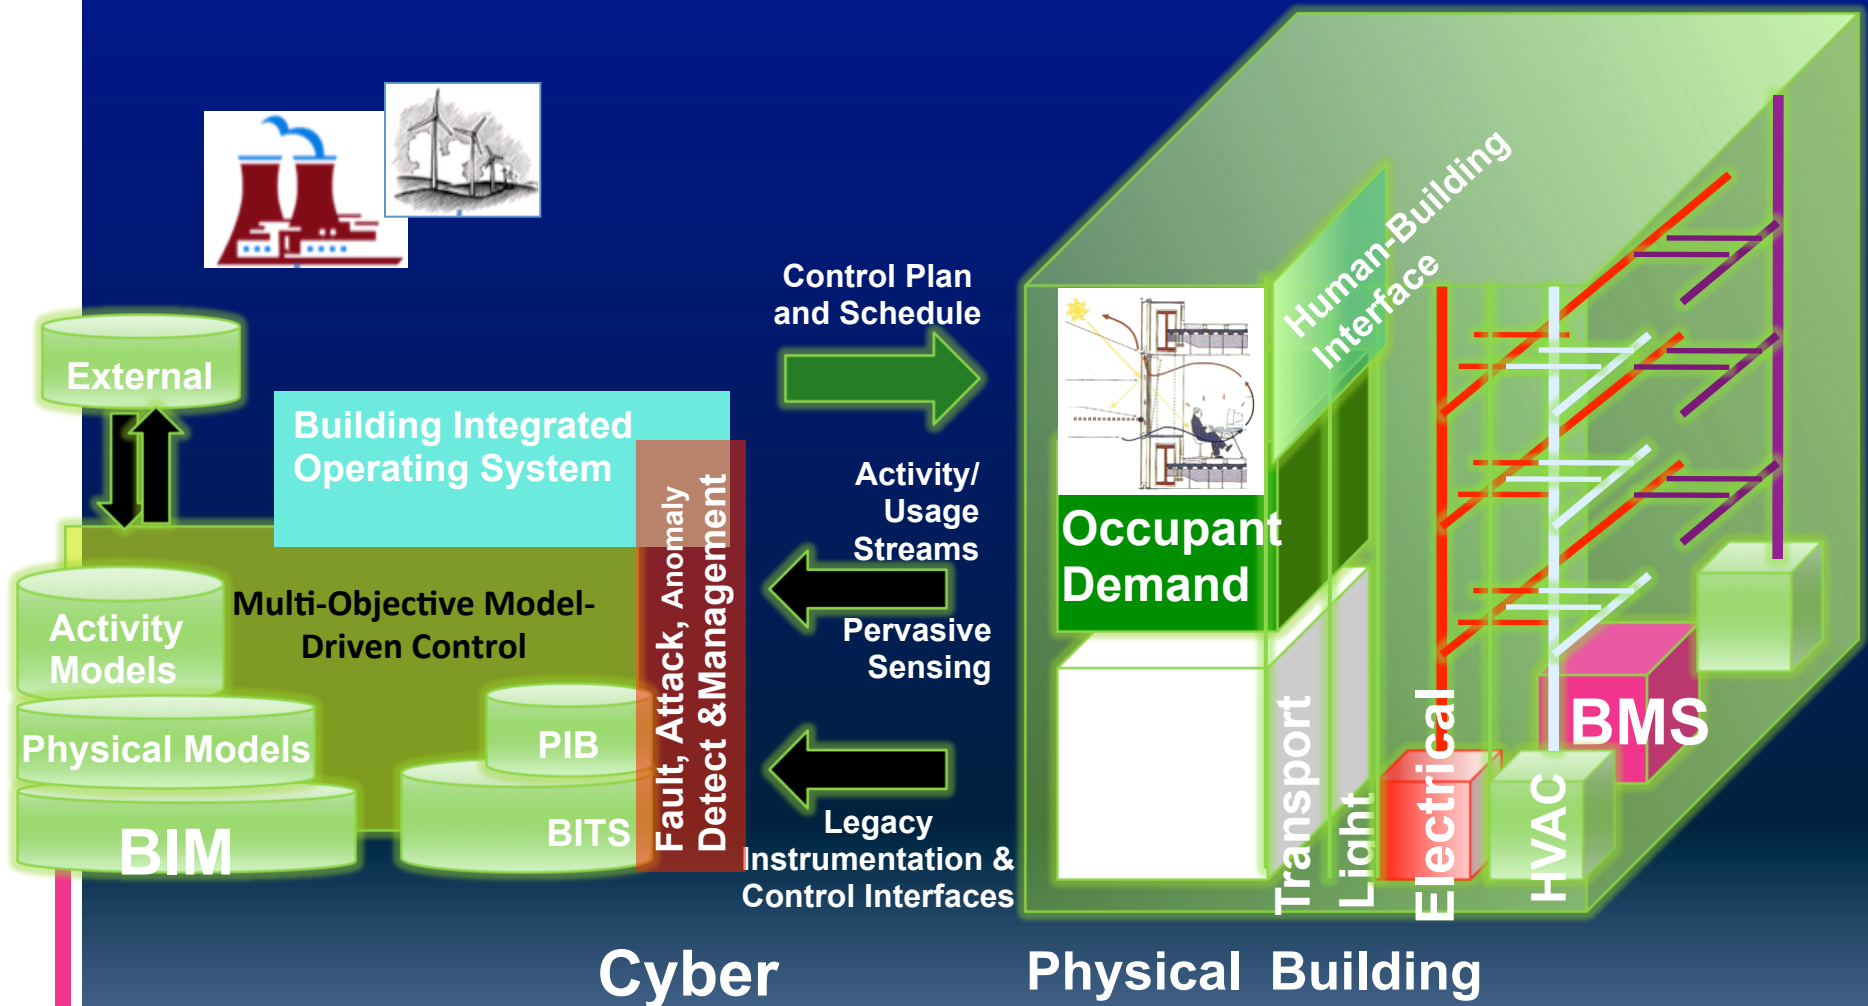 Control Plan
and Schedule
External
Building Integrated
Operating System
Multi-Objective Model-
Driven Control
Activity
Models
Physical Models
BIM
PIB
BITS
Fault, Attack, Anomaly
Detect &Management
Activity/
Usage
Streams
Pervasive
Sensing
Legacy
Instrumentation &
Control Interfaces
Human-Building
Interface
Occupant
Demand
Transport
Light
Electrical
HVAC
BMS
Cyber
Physical Building